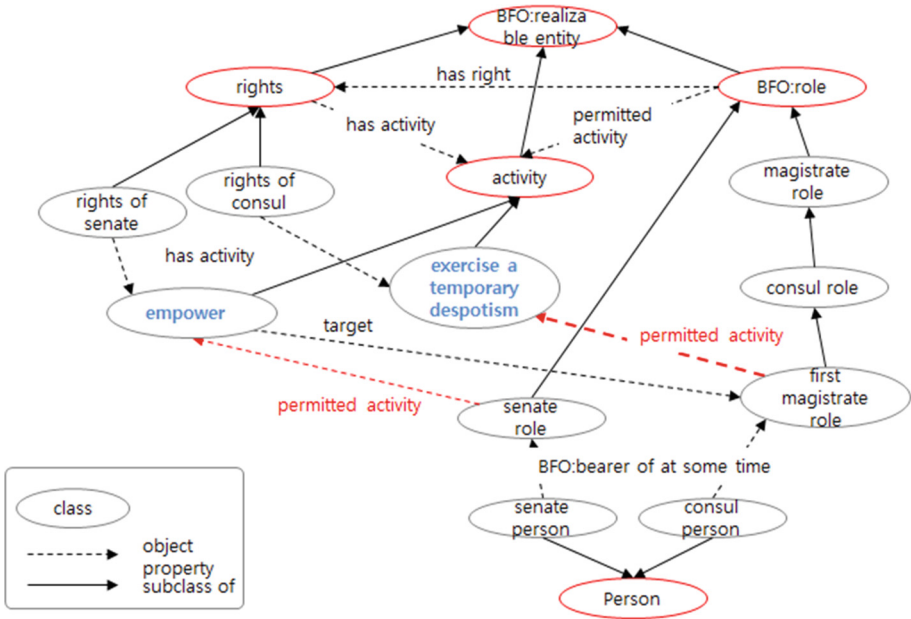 BFO:realiza
ble entity
rights
has right
BFO:role
has activity
permitted
activity
activity
magistrate
role
rights of
senate
rights of
consul
has activity
exercise a
temporary
despotism
consul role
empower
target
permitted activity
first
magistrate
role
permitted activity
senate
role
BFO:bearer of at some time
senate
person
consul
person
Person
class
object
property
subclass of